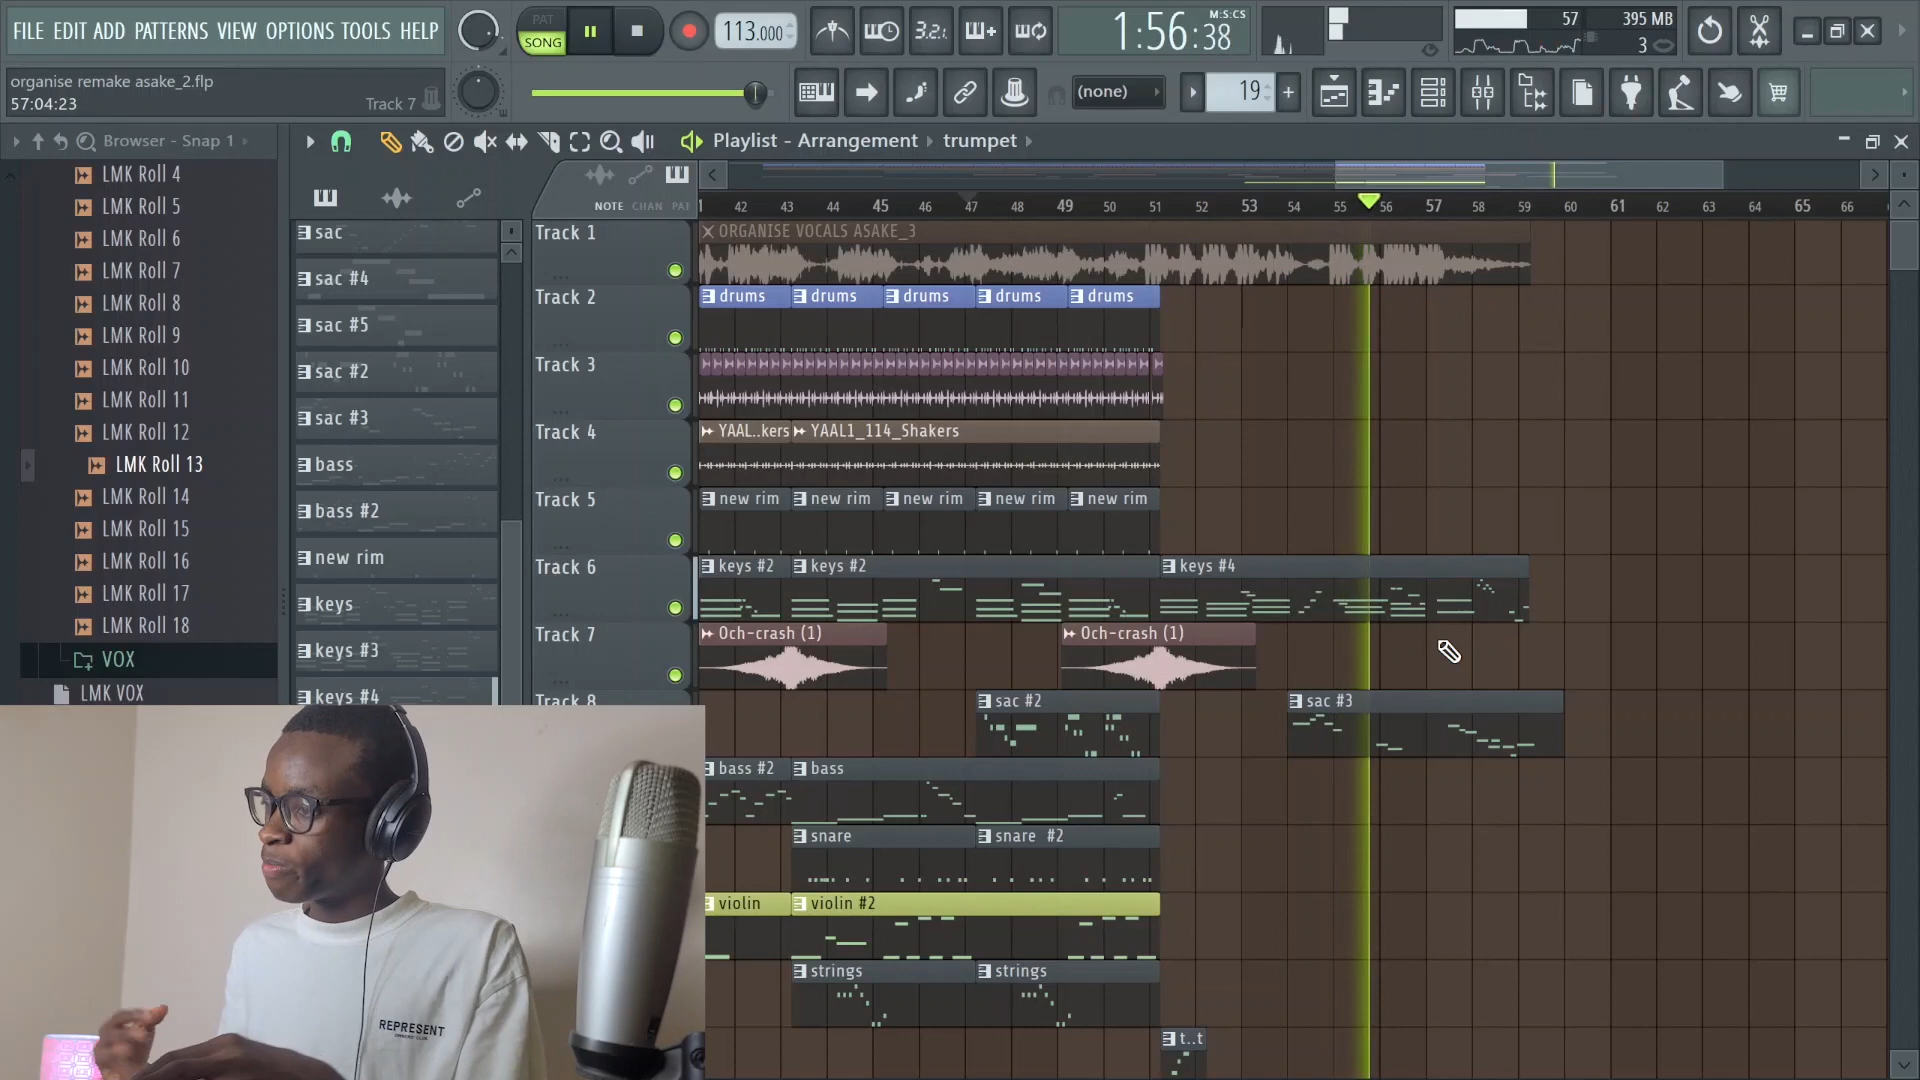 FILE EDIT ADD PATTERNS VIEW OPTIONS TOOLS HELP
PAT
SONG
113.000
3.2.1
1:56:38
M:S:CS
57
395 MB
3
organise remake asake_2.flp
57:04:23
Track 7
(none)
19
Browser - Snap 1
Playlist - Arrangement
trumpet
LMK Roll 4
LMK Roll 5
LMK Roll 6
LMK Roll 7
LMK Roll 8
LMK Roll 9
LMK Roll 10
LMK Roll 11
LMK Roll 12
LMK Roll 13
LMK Roll 14
LMK Roll 15
LMK Roll 16
LMK Roll 17
LMK Roll 18
VOX
LMK VOX
sac
sac #4
sac #5
sac #2
sac #3
bass
bass #2
new rim
keys
keys #3
keys #4
NOTE CHAN PAT
42 43 44 45 46 47 48 49 50 51 52 53 54 55 56 57 58 59 60 61 62 63 64 65 66
Track 1
ORGANISE VOCALS ASAKE_3
Track 2
drums drums drums drums drums
Track 3
Track 4
YAAL..kers YAAL1_114_Shakers
Track 5
new rim new rim new rim new rim new rim
Track 6
keys #2 keys #2 keys #4
Track 7
Och-crash (1) Och-crash (1)
Track 8
sac #2 sac #3
bass #2 bass
snare snare #2
violin violin #2
strings strings
t..t
REPRESENT